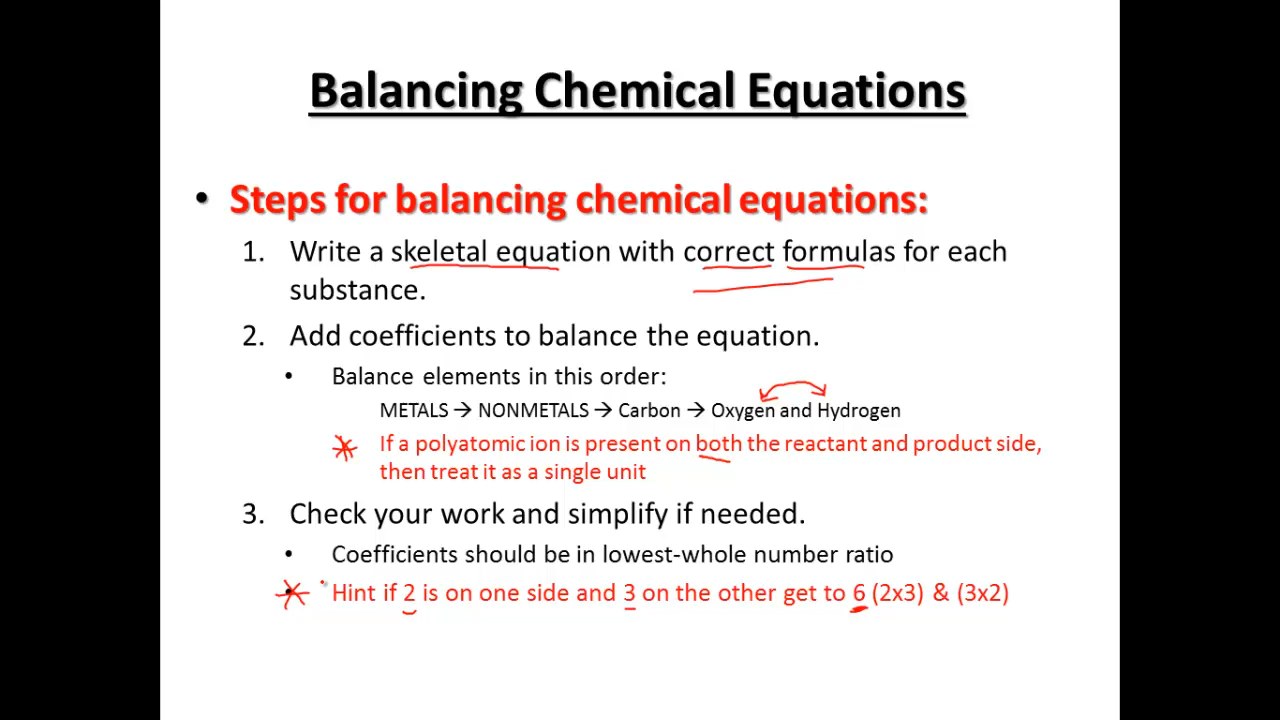 Balancing Chemical Equations
• Steps for balancing chemical equations:
1. Write a skeletal equation with correct formulas for each
substance.
2. Add coefficients to balance the equation.
• Balance elements in this order:
METALS → NONMETALS → Carbon → Oxygen and Hydrogen
If a polyatomic ion is present on both the reactant and product side,
then treat it as a single unit
3. Check your work and simplify if needed.
• Coefficients should be in lowest-whole number ratio
• Hint if 2 is on one side and 3 on the other get to 6 (2x3) & (3x2)